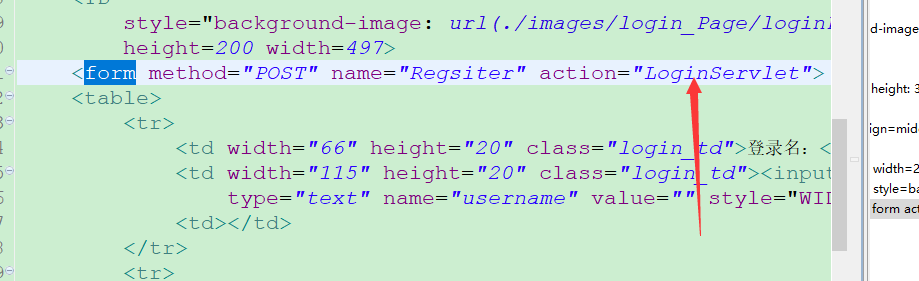 style="background-image: url(./images/login_Page/login
height=200 width=497>
<form method="POST" name="Regsiter" action="LoginServlet">
<table>
<tr>
<td width="66" height="20" class="login_td">登录名：<
<td width="115" height="20" class="login_td"><input
type="text" name="username" value="" style="WI
<td></td>
</tr>
<tr>
d-image
height: 3
ign=mid
width=2
style=ba
form act